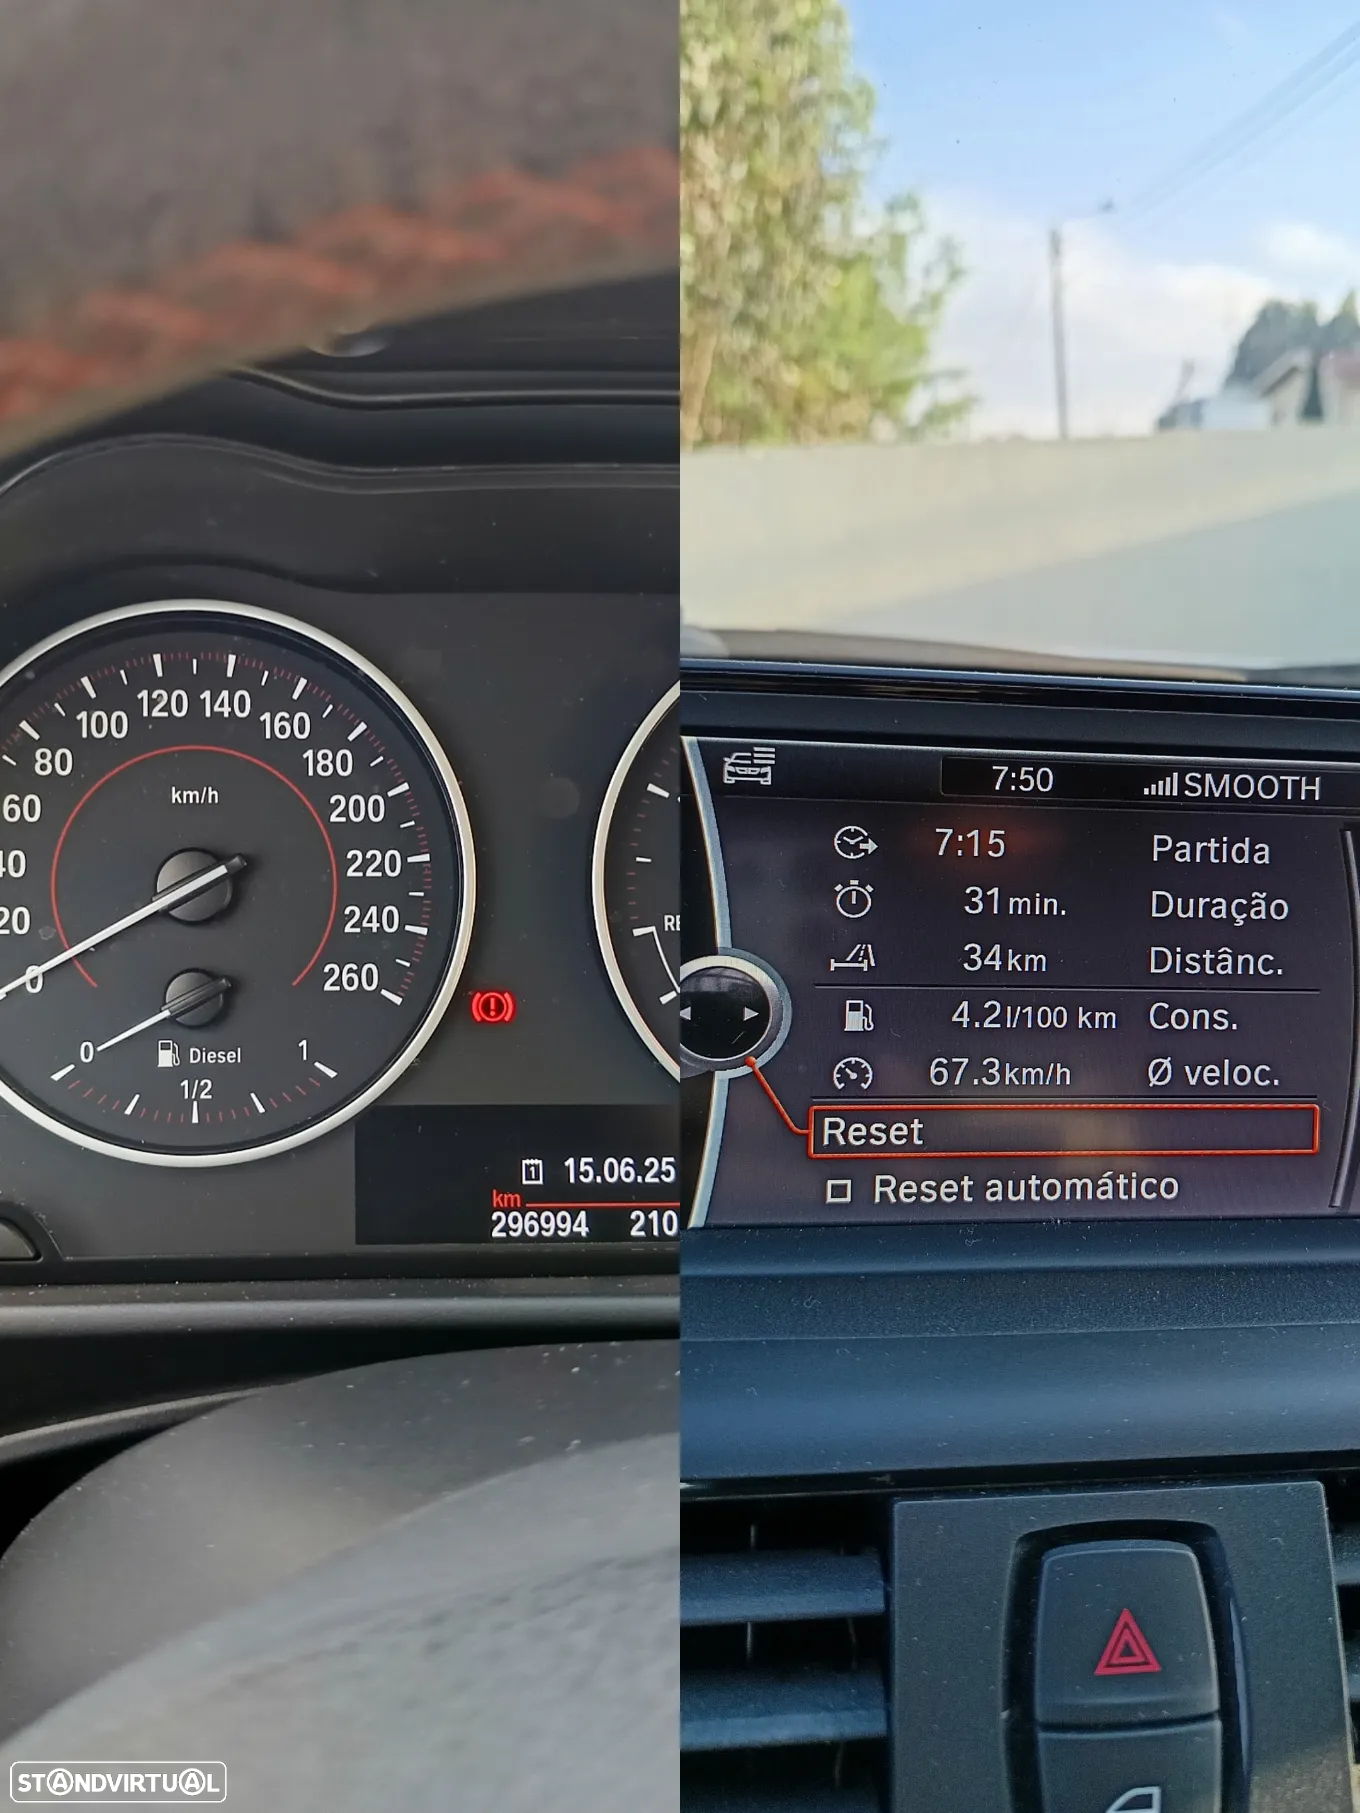 120 140
100 160
80 180
km/h
60 200
40 220
20 240
0 260
0 Diesel 1
1/2
15.06.25
km
296994 210
7:50 SMOOTH
7:15 Partida
31 min. Duração
34 km Distânc.
4.2 l/100 km Cons.
67.3 km/h Ø veloc.
Reset
Reset automático
STANDVIRTUAL